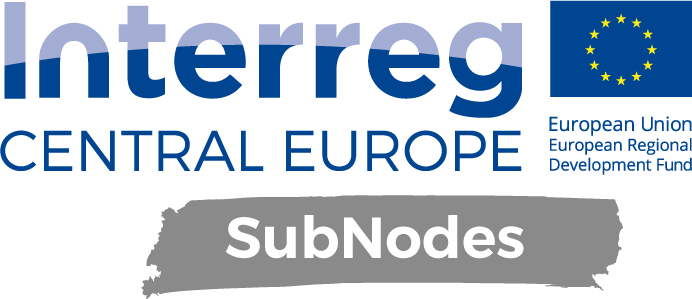 Interreg
CENTRAL EUROPE
European Union
European Regional
Development Fund
SubNodes